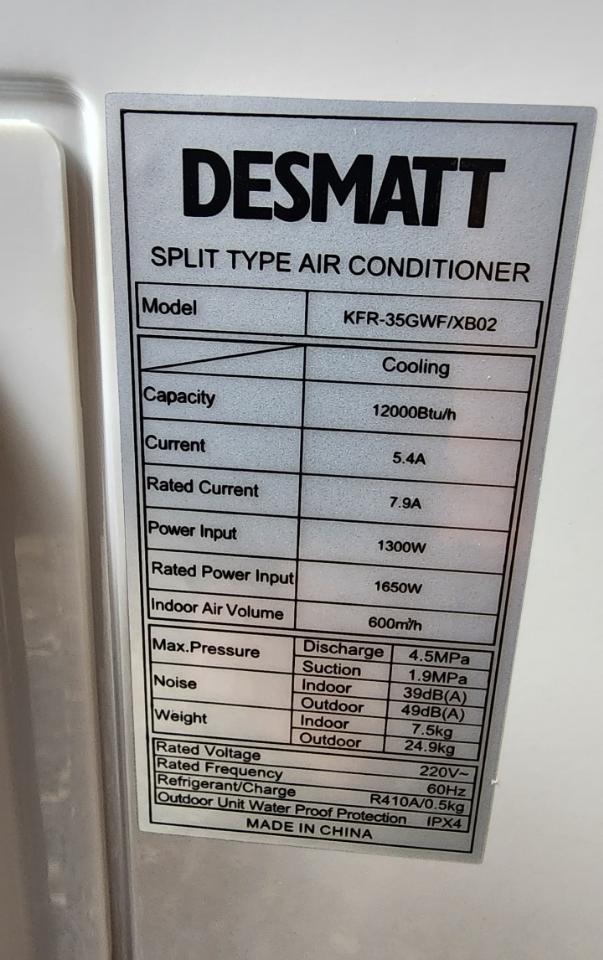 DESMATT
SPLIT TYPE AIR CONDITIONER
Model KFR-35GWF/XB02
Cooling
Capacity 12000Btu/h
Current 5.4A
Rated Current 7.9A
Power Input 1300W
Rated Power Input 1650W
Indoor Air Volume 600m³/h
Max.Pressure Discharge 4.5MPa
Suction 1.9MPa
Noise Indoor 39dB(A)
Outdoor 49dB(A)
Weight Indoor 7.5kg
Outdoor 24.9kg
Rated Voltage 220V~
Rated Frequency 60Hz
Refrigerant/Charge R410A/0.5kg
Outdoor Unit Water Proof Protection IPX4
MADE IN CHINA